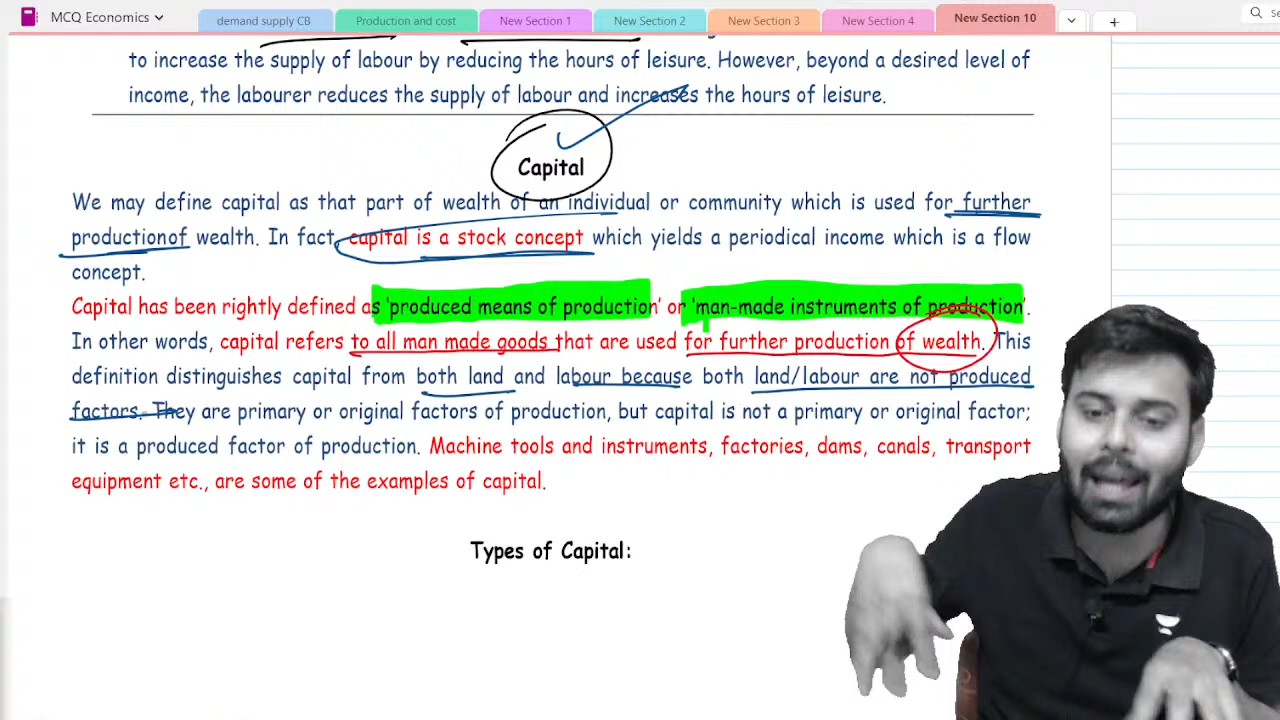 MCQ Economics
demand supply CB
Production and cost
New Section 1
New Section 2
New Section 3
New Section 4
New Section 10
to increase the supply of labour by reducing the hours of leisure. However, beyond a desired level of
income, the labourer reduces the supply of labour and increases the hours of leisure.
Capital
We may define capital as that part of wealth of an individual or community which is used for further
productionof wealth. In fact, capital is a stock concept which yields a periodical income which is a flow
concept.
Capital has been rightly defined as 'produced means of production' or 'man-made instruments of production'.
In other words, capital refers to all man made goods that are used for further production of wealth. This
definition distinguishes capital from both land and labour because both land/labour are not produced
factors. They are primary or original factors of production, but capital is not a primary or original factor;
it is a produced factor of production. Machine tools and instruments, factories, dams, canals, transport
equipment etc., are some of the examples of capital.
Types of Capital: